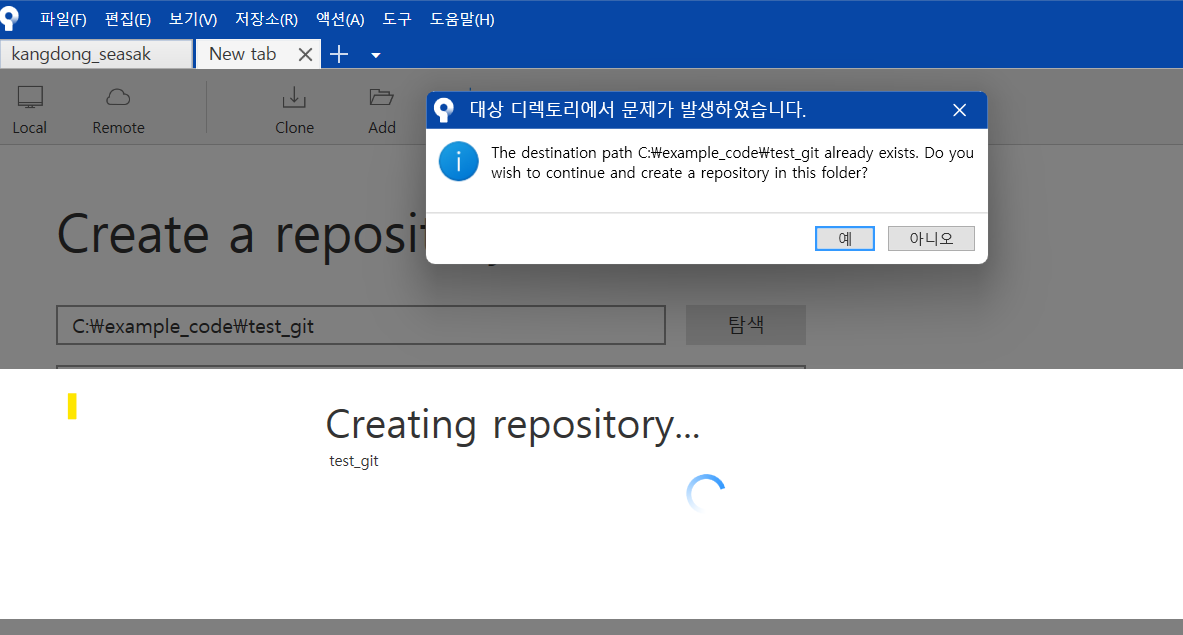 파일(F) 편집(E) 보기(V) 저장소(R) 액션(A) 도구 도움말(H)
kangdong_seasak New tab
Local Remote Clone Add
대상 디렉토리에서 문제가 발생하였습니다.
The destination path C:₩example_code₩test_git already exists. Do you
wish to continue and create a repository in this folder?
예 아니오
Create a reposit
C:₩example_code₩test_git 탐색
Creating repository...
test_git